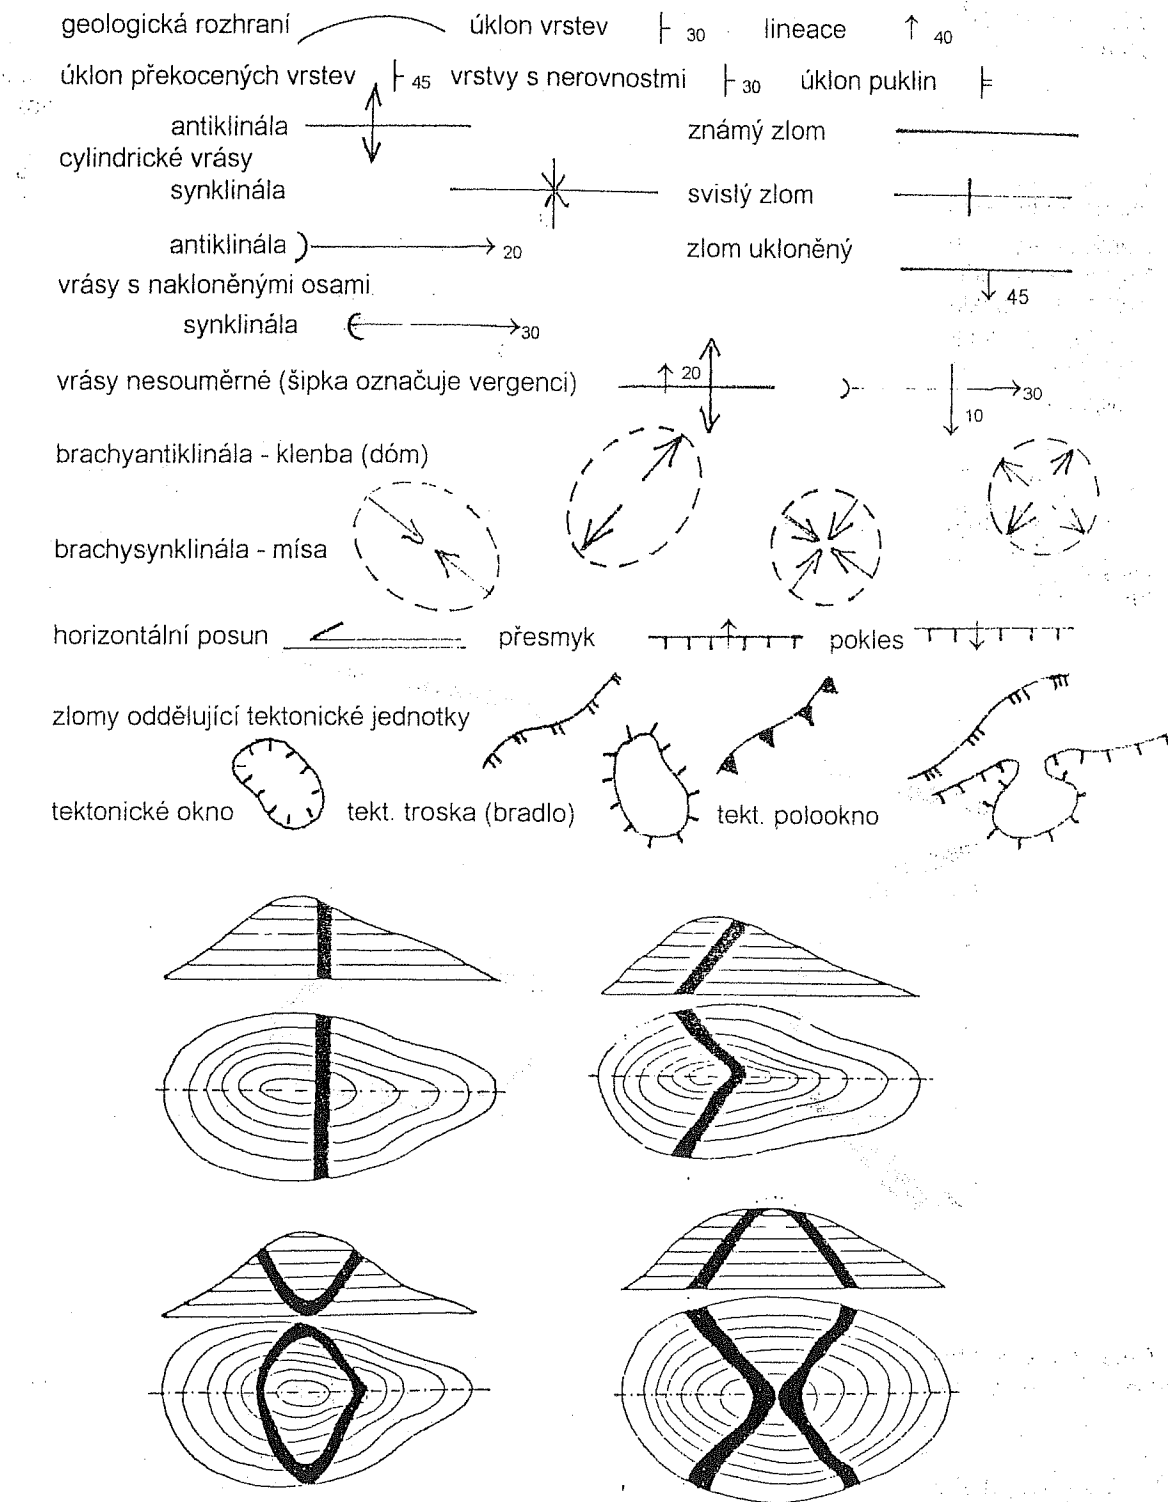 geologická rozhraní úklon vrstev 30 lineace 40
úklon překocených vrstev 45 vrstvy s nerovnostmi 30 úklon puklin
antiklinála známý zlom
cylindrické vrásy
synklinála svislý zlom
antiklinála 20 zlom ukloněný
45
vrásy s nakloněnými osami
synklinála 30
vrásy nesouměrné (šipka označuje vergenci) 20 30
10
brachyantiklinála - klenba (dóm)
brachysynklinála - mísa
horizontální posun přesmyk pokles
zlomy oddělující tektonické jednotky
tektonické okno tekt. troska (bradlo) tekt. polookno